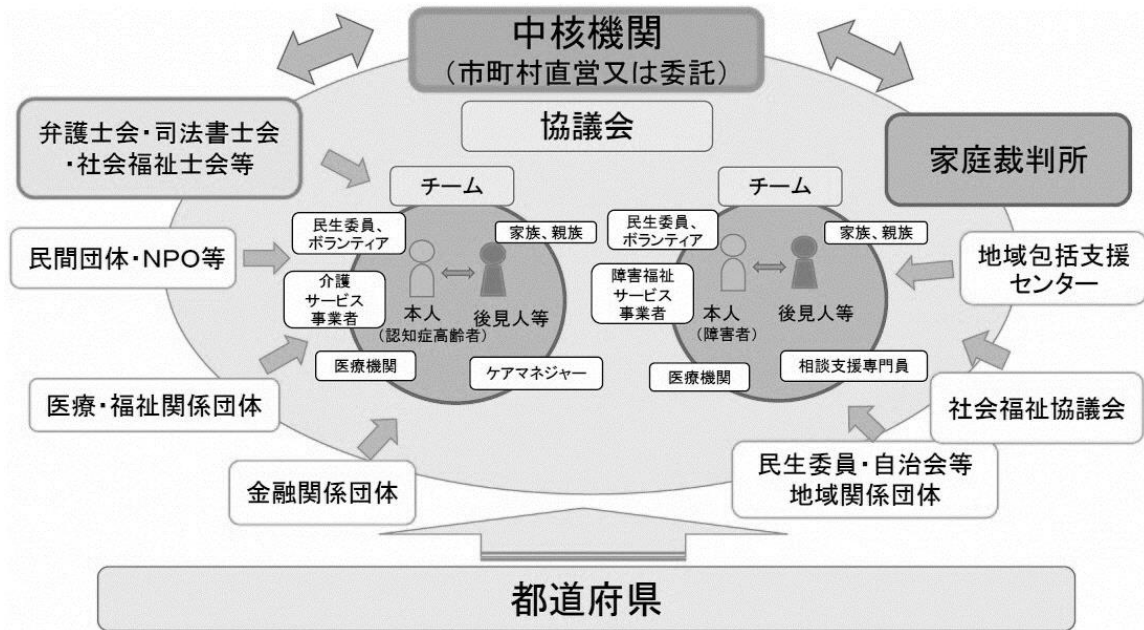 中核機関
（市町村直営又は委託）
協議会
弁護士会・司法書士会
・社会福祉士会等
家庭裁判所
民間団体・NPO等
医療・福祉関係団体
金融関係団体
チーム
民生委員、
ボランティア
家族、親族
介護
サービス
事業者
本人
（認知症高齢者）
後見人等
医療機関
ケアマネジャー
チーム
民生委員、
ボランティア
家族、親族
障害福祉
サービス
事業者
本人
（障害者）
後見人等
医療機関
相談支援専門員
地域包括支援
センター
社会福祉協議会
民生委員・自治会等
地域関係団体
都道府県